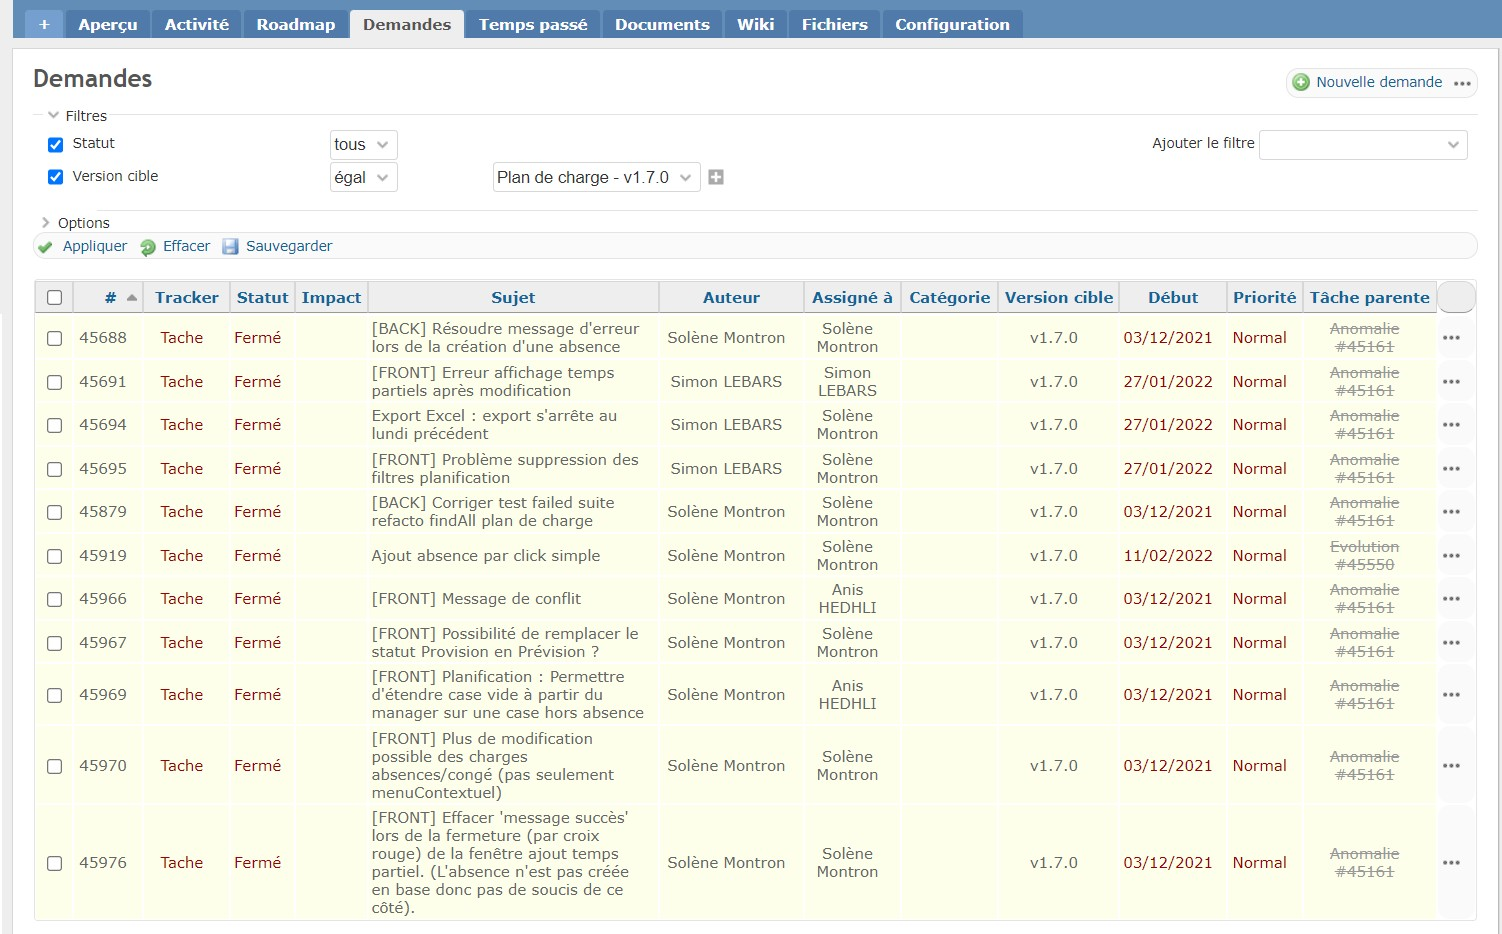 + Aperçu Activité Roadmap Demandes Temps passé Documents Wiki Fichiers Configuration
Demandes
Nouvelle demande ...
Filtres
Statut tous Ajouter le filtre
Version cible égal Plan de charge - v1.7.0
Options
Appliquer Effacer Sauvegarder
# Tracker Statut Impact Sujet Auteur Assigné à Catégorie Version cible Début Priorité Tâche parente
45688 Tache Fermé [BACK] Résoudre message d'erreur lors de la création d'une absence Solène Montron Solène Montron v1.7.0 03/12/2021 Normal Anomalie #45161 ...
45691 Tache Fermé [FRONT] Erreur affichage temps partiels après modification Simon LEBARS Simon LEBARS v1.7.0 27/01/2022 Normal Anomalie #45161 ...
45694 Tache Fermé Export Excel : export s'arrête au lundi précédent Simon LEBARS Solène Montron v1.7.0 27/01/2022 Normal Anomalie #45161 ...
45695 Tache Fermé [FRONT] Problème suppression des filtres planification Simon LEBARS Solène Montron v1.7.0 27/01/2022 Normal Anomalie #45161 ...
45879 Tache Fermé [BACK] Corriger test failed suite refacto findAll plan de charge Solène Montron Solène Montron v1.7.0 03/12/2021 Normal Anomalie #45161 ...
45919 Tache Fermé Ajout absence par click simple Solène Montron Solène Montron v1.7.0 11/02/2022 Normal Evolution #45550 ...
45966 Tache Fermé [FRONT] Message de conflit Solène Montron Anis HEDHLI v1.7.0 03/12/2021 Normal Anomalie #45161 ...
45967 Tache Fermé [FRONT] Possibilité de remplacer le statut Provision en Prévision ? Solène Montron Solène Montron v1.7.0 03/12/2021 Normal Anomalie #45161 ...
45969 Tache Fermé [FRONT] Planification : Permettre d'étendre case vide à partir du manager sur une case hors absence Solène Montron Anis HEDHLI v1.7.0 03/12/2021 Normal Anomalie #45161 ...
45970 Tache Fermé [FRONT] Plus de modification possible des charges absences/congé (pas seulement menuContextuel) Solène Montron Solène Montron v1.7.0 03/12/2021 Normal Anomalie #45161 ...
45976 Tache Fermé [FRONT] Effacer 'message succès' lors de la fermeture (par croix rouge) de la fenêtre ajout temps partiel. (L'absence n'est pas créée en base donc pas de soucis de ce côté). Solène Montron Solène Montron v1.7.0 03/12/2021 Normal Anomalie #45161 ...